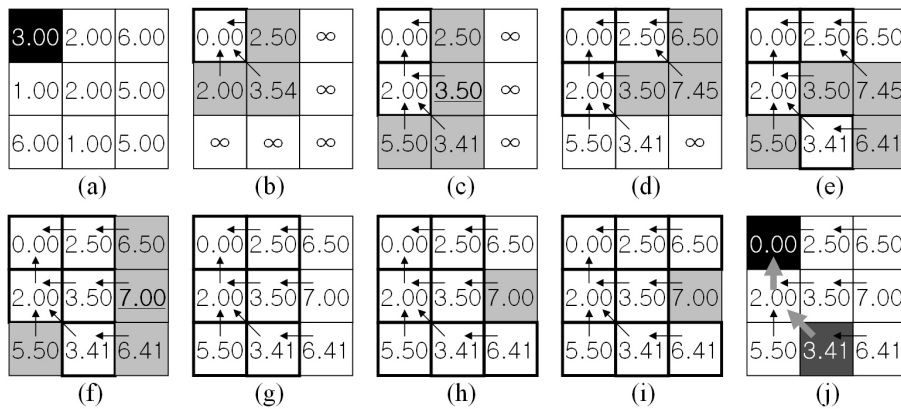 3.00 2.00 6.00 0.00 2.50 ∞ 0.00 2.50 ∞ 0.00 2.50 6.50 0.00 2.50 6.50
1.00 2.00 5.00 2.00 3.54 ∞ 2.00 3.50 ∞ 2.00 3.50 7.45 2.00 3.50 7.45
6.00 1.00 5.00 ∞ ∞ ∞ 5.50 3.41 ∞ 5.50 3.41 ∞ 5.50 3.41 6.41
(a) (b) (c) (d) (e)
0.00 2.50 6.50 0.00 2.50 6.50 0.00 2.50 6.50 0.00 2.50 6.50 0.00 2.50 6.50
2.00 3.50 7.00 2.00 3.50 7.00 2.00 3.50 7.00 2.00 3.50 7.00 2.00 3.50 7.00
5.50 3.41 6.41 5.50 3.41 6.41 5.50 3.41 6.41 5.50 3.41 6.41 5.50 3.41 6.41
(f) (g) (h) (i) (j)